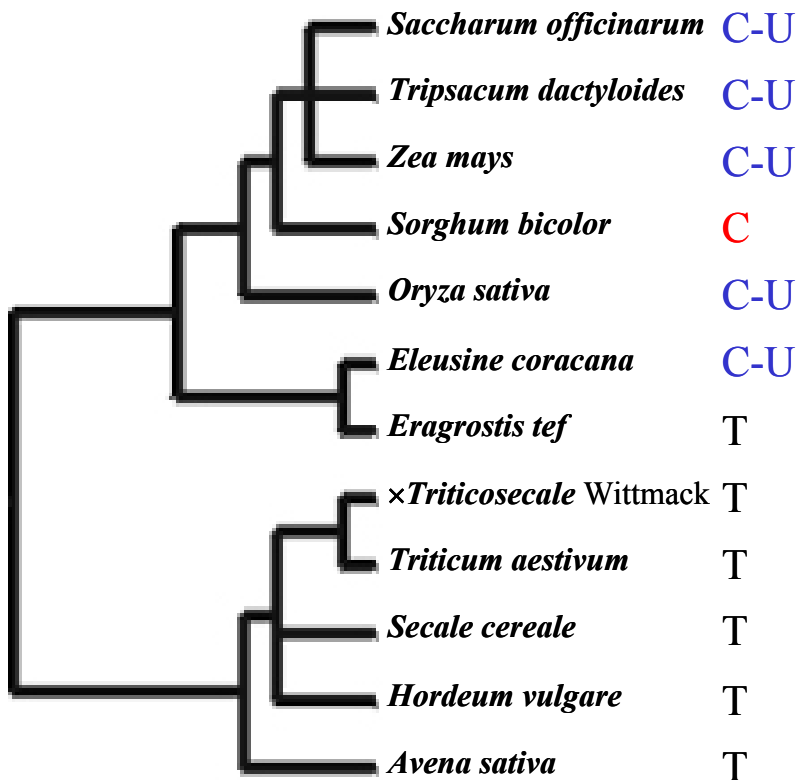 Saccharum officinarum C-U
Tripsacum dactyloides C-U
Zea mays C-U
Sorghum bicolor C
Oryza sativa C-U
Eleusine coracana C-U
Eragrostis tef T
×Triticosecale Wittmack T
Triticum aestivum T
Secale cereale T
Hordeum vulgare T
Avena sativa T